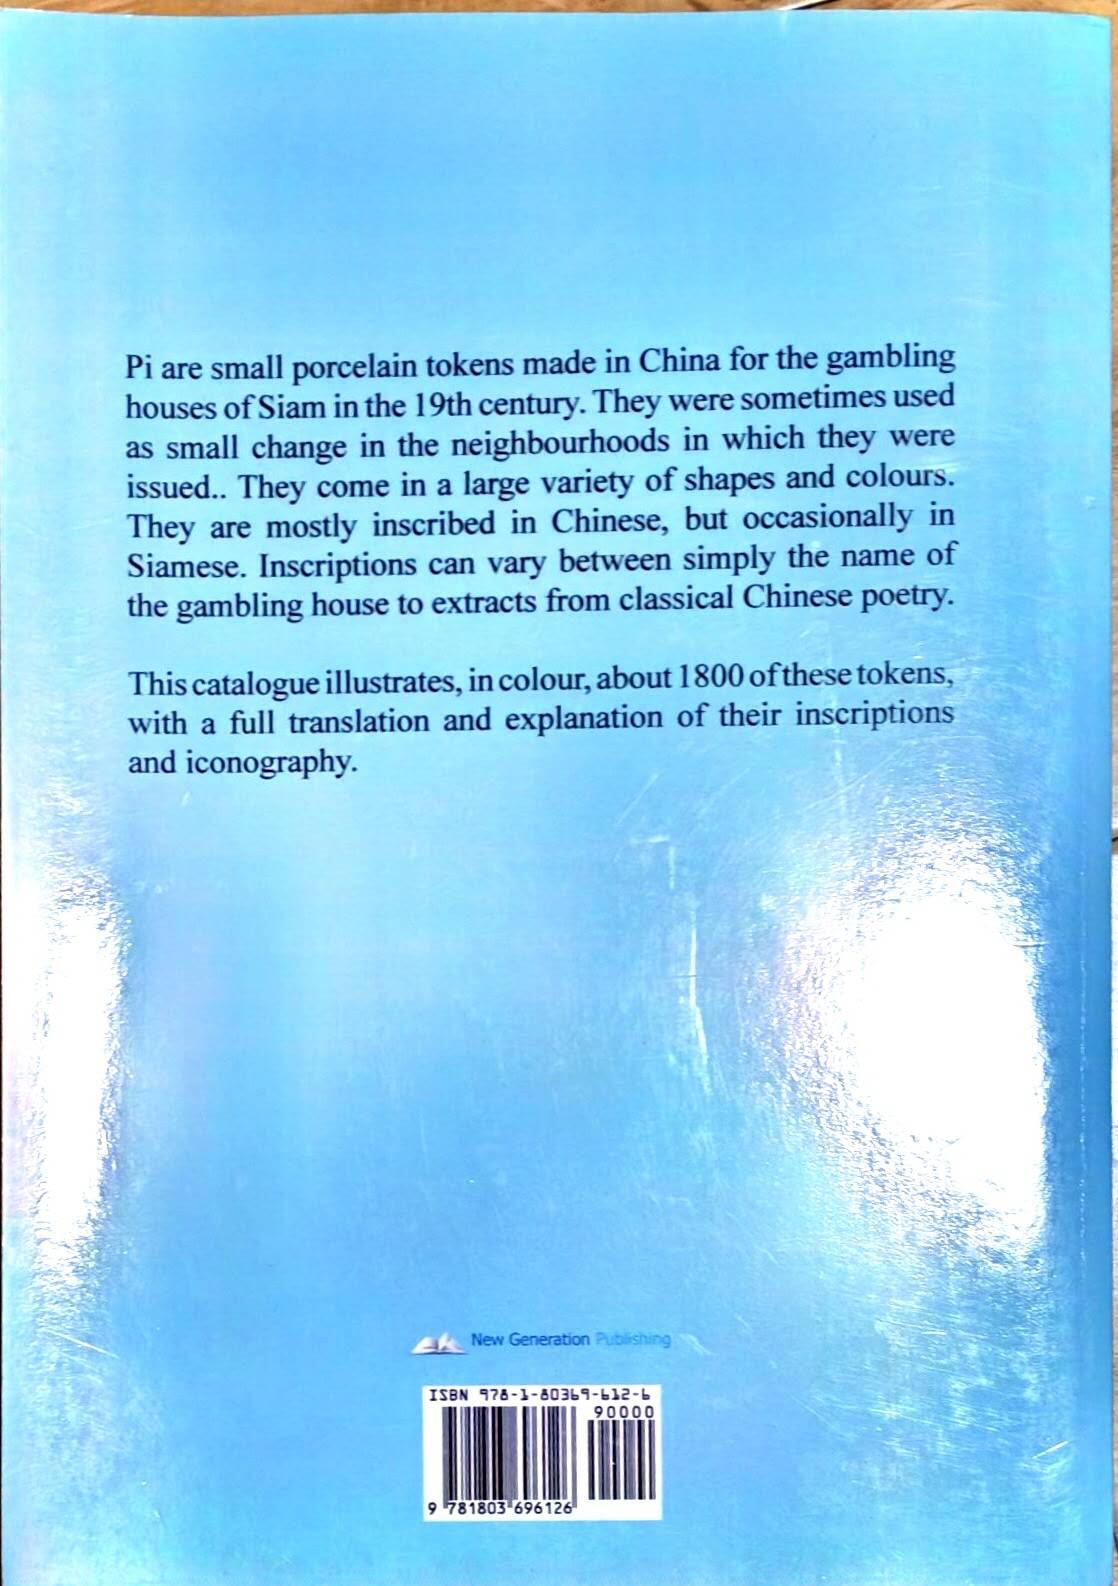 Pi are small porcelain tokens made in China for the gambling
houses of Siam in the 19th century. They were sometimes used
as small change in the neighbourhoods in which they were
issued.. They come in a large variety of shapes and colours.
They are mostly inscribed in Chinese, but occasionally in
Siamese. Inscriptions can vary between simply the name of
the gambling house to extracts from classical Chinese poetry.
This catalogue illustrates, in colour, about 1800 of these tokens,
with a full translation and explanation of their inscriptions
and iconography.
New Generation Publishing
ISBN 978-1-80369-612-6
90000
9 781803 696126